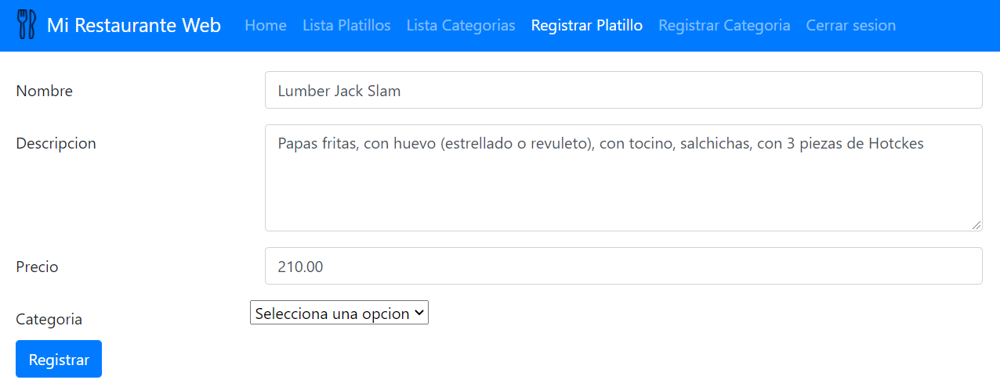 Mi Restaurante Web Home Lista Platillos Lista Categorias Registrar Platillo Registrar Categoria Cerrar sesion
Nombre Lumber Jack Slam
Descripcion Papas fritas, con huevo (estrellado o revuleto), con tocino, salchichas, con 3 piezas de Hotckes
Precio 210.00
Categoria Selecciona una opcion
Registrar